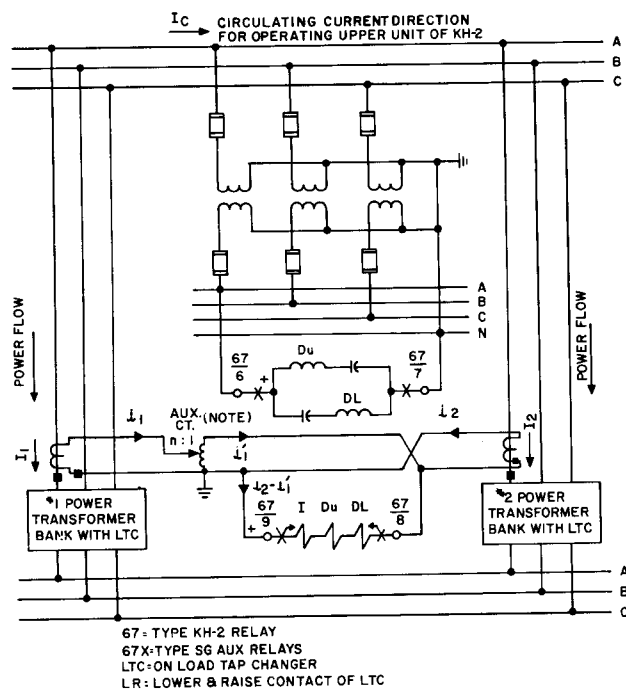 IC
CIRCULATING CURRENT DIRECTION
FOR OPERATING UPPER UNIT OF KH-2
A
B
C
A
B
C
N
POWER FLOW
POWER FLOW
67/6
+
Du
DL
67/7
I1
i1
AUX. CT. (NOTE)
n:1
i1'
i2
I2
i2-i1'
+
67/9
I Du DL
67/8
#1 POWER
TRANSFORMER
BANK WITH LTC
#2 POWER
TRANSFORMER
BANK WITH LTC
A
B
C
67= TYPE KH-2 RELAY
67X=TYPE SG AUX RELAYS
LTC=ON LOAD TAP CHANGER
LR= LOWER & RAISE CONTACT OF LTC